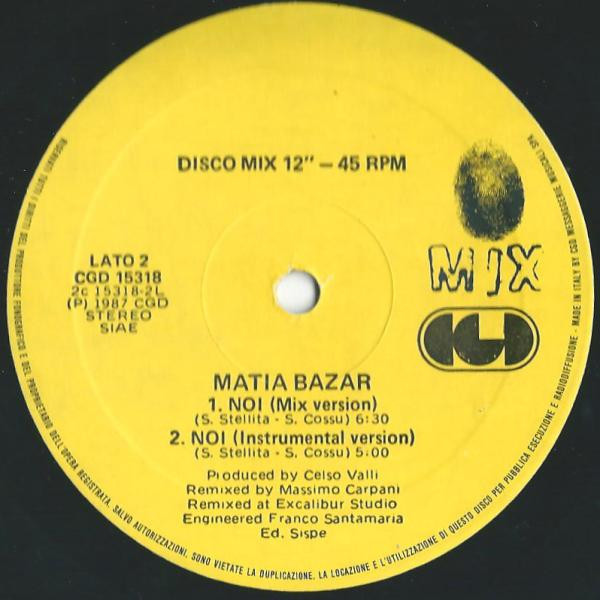 DISCO MIX 12" – 45 RPM
MIX
CGD
LATO 2
CGD 15318
2c 15318-2L
(P) 1987 CGD
STEREO
SIAE
MATIA BAZAR
1. NOI (Mix version)
(S. Stellita - S. Cossu) 6:30
2. NOI (Instrumental version)
(S. Stellita - S. Cossu) 5:00
Produced by Celso Valli
Remixed by Massimo Carpani
Remixed at Excalibur Studio
Engineered Franco Santamaria
Ed. Sispe
RISERVATI TUTTI I DIRITTI DEL PRODUTTORE FONOGRAFICO E DEL PROPRIETARIO DELL'OPERA REGISTRATA. SALVO AUTORIZZAZIONI, SONO VIETATE LA DUPLICAZIONE, LA LOCAZIONE E L'UTILIZZAZIONE DI QUESTO DISCO PER PUBBLICA ESECUZIONE E RADIODIFFUSIONE - MADE IN ITALY BY CGD MESSAGGERIE MUSICALI SPA